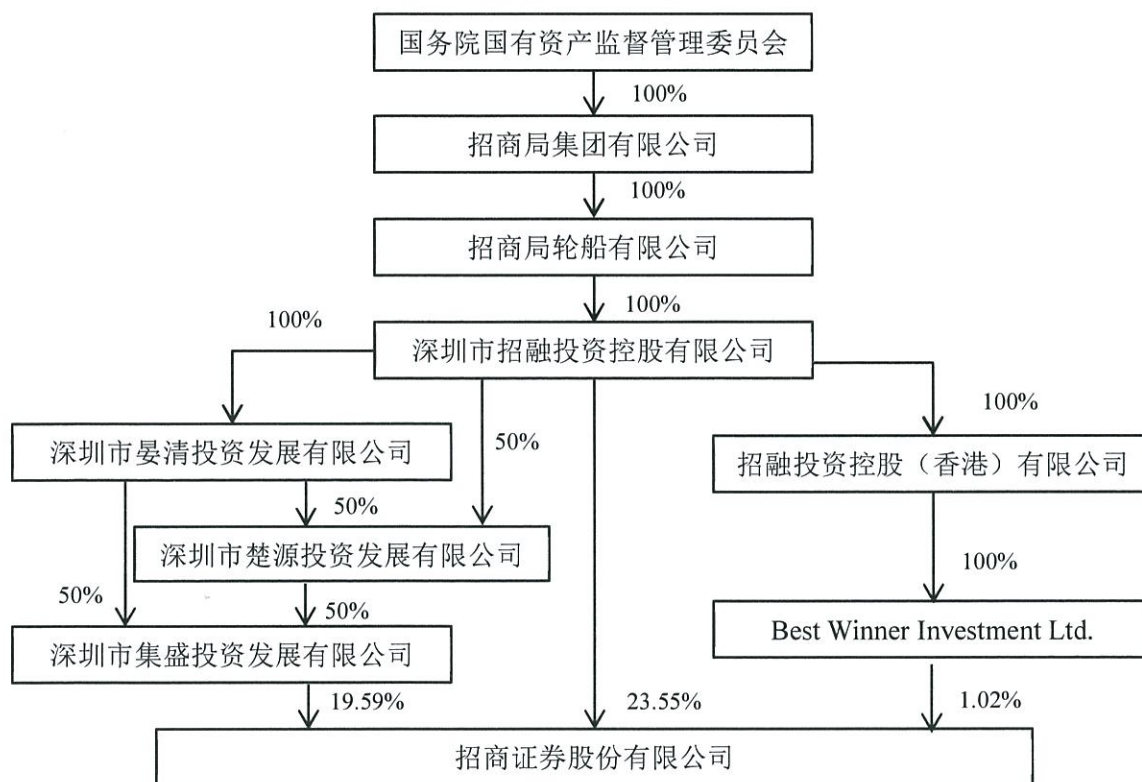 国务院国有资产监督管理委员会
100%
招商局集团有限公司
100%
招商局轮船有限公司
100%
100%
深圳市招融投资控股有限公司
100%
50%
深圳市晏清投资发展有限公司
招融投资控股（香港）有限公司
50%
深圳市楚源投资发展有限公司
100%
50%
50%
Best Winner Investment Ltd.
深圳市集盛投资发展有限公司
19.59%
23.55%
1.02%
招商证券股份有限公司